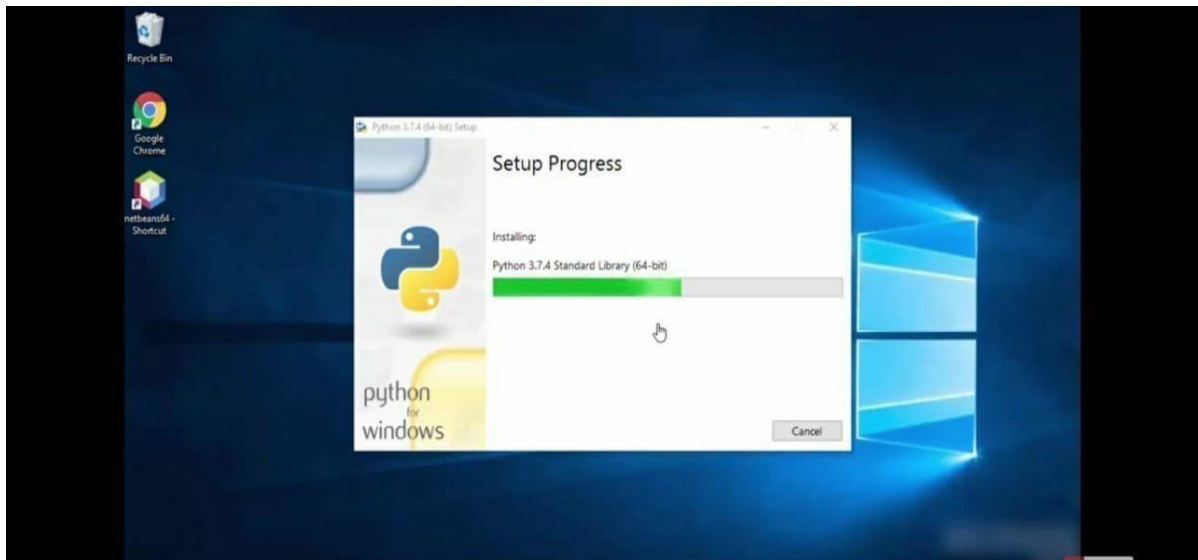 Recycle Bin
Google
Chrome
netbeans64 -
Shortcut
Python 3.7.4 (64-bit) Setup
Setup Progress
Installing:
Python 3.7.4 Standard Library (64-bit)
python
for
windows
Cancel